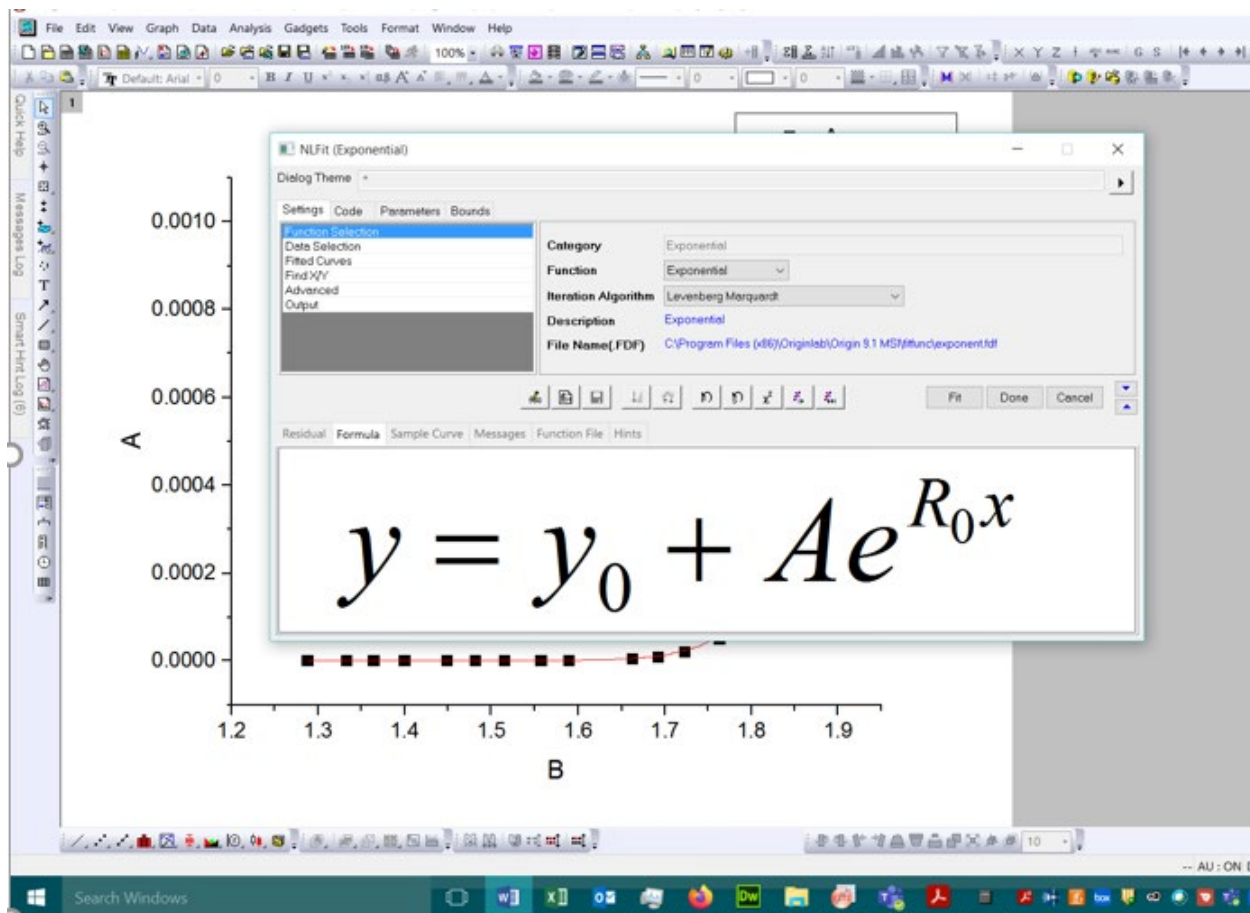 File Edit View Graph Data Analysis Gadgets Tools Format Window Help
100%
X Y Z
G S
Default: Arial 0 B I U
0
0
Quick Help
Messages Log
Smart Hint Log (6)
1
NLFit (Exponential)
Dialog Theme *
Settings Code Parameters Bounds
Function Selection
Data Selection
Fitted Curves
Find X/Y
Advanced
Output
Category Exponential
Function Exponential
Iteration Algorithm Levenberg Marquardt
Description Exponential
File Name(.FDF) C:\Program Files (x86)\Originlab\Origin 9.1 MSI\fitfunc\exponent.fdf
Fit Done Cancel
Residual Formula Sample Curve Messages Function File Hints
y = y₀ + Ae^{R₀x}
0.0010
0.0008
0.0006
0.0004
0.0002
0.0000
A
1.2 1.3 1.4 1.5 1.6 1.7 1.8 1.9
B
10
-- AU : ON
Search Windows